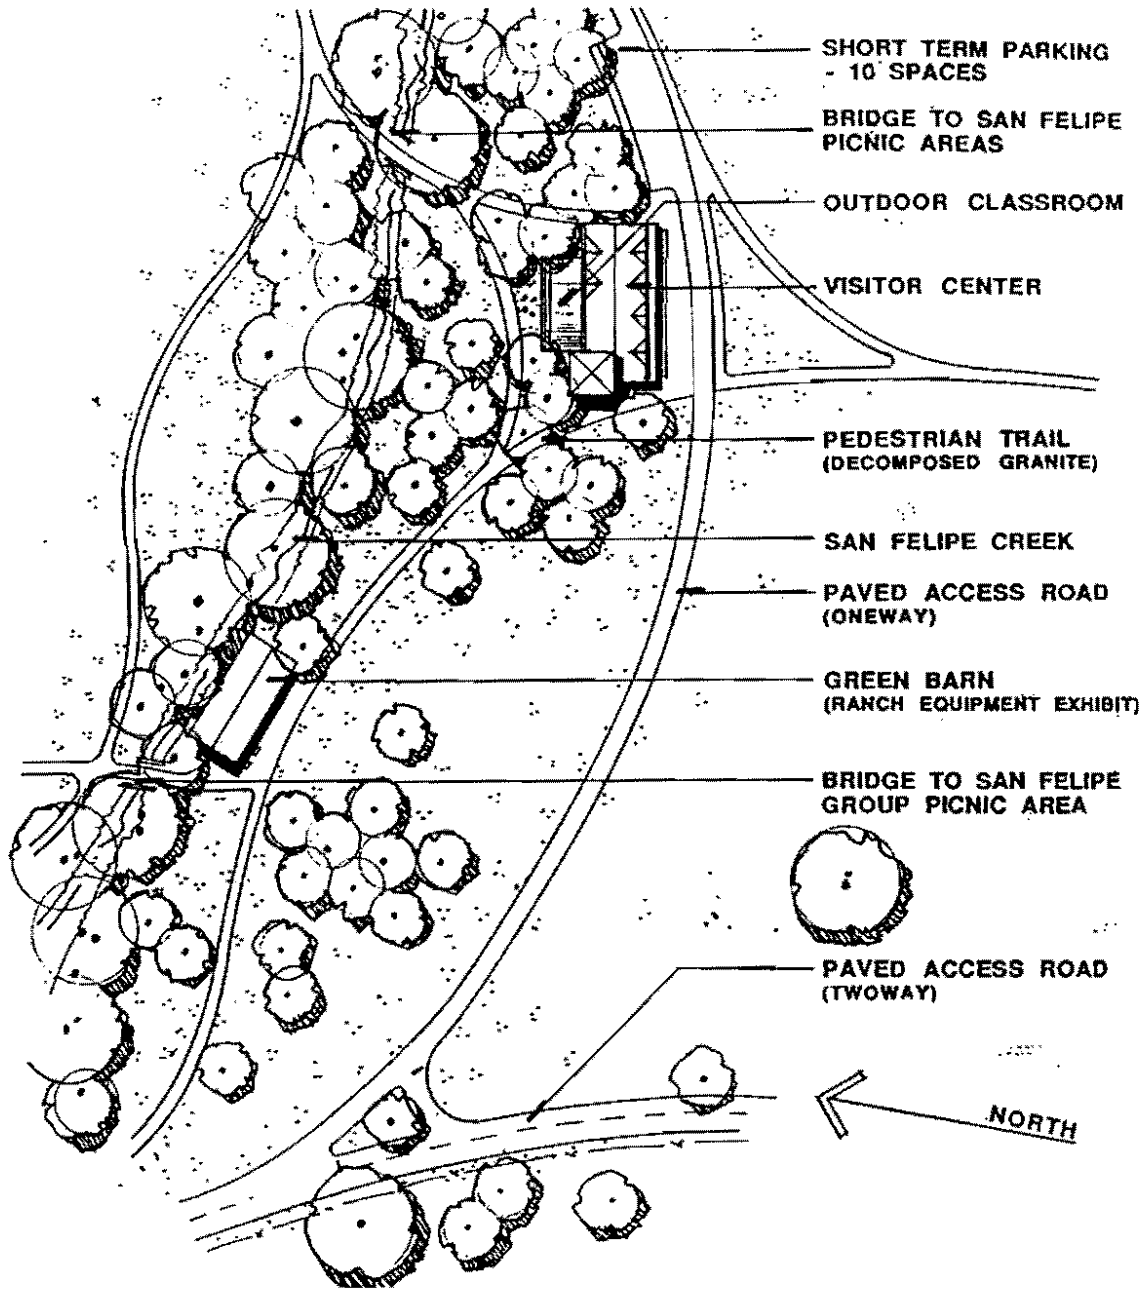 SHORT TERM PARKING
- 10 SPACES
BRIDGE TO SAN FELIPE
PICNIC AREAS
OUTDOOR CLASSROOM
VISITOR CENTER
PEDESTRIAN TRAIL
(DECOMPOSED GRANITE)
SAN FELIPE CREEK
PAVED ACCESS ROAD
(ONEWAY)
GREEN BARN
(RANCH EQUIPMENT EXHIBIT)
BRIDGE TO SAN FELIPE
GROUP PICNIC AREA
PAVED ACCESS ROAD
(TWOWAY)
NORTH